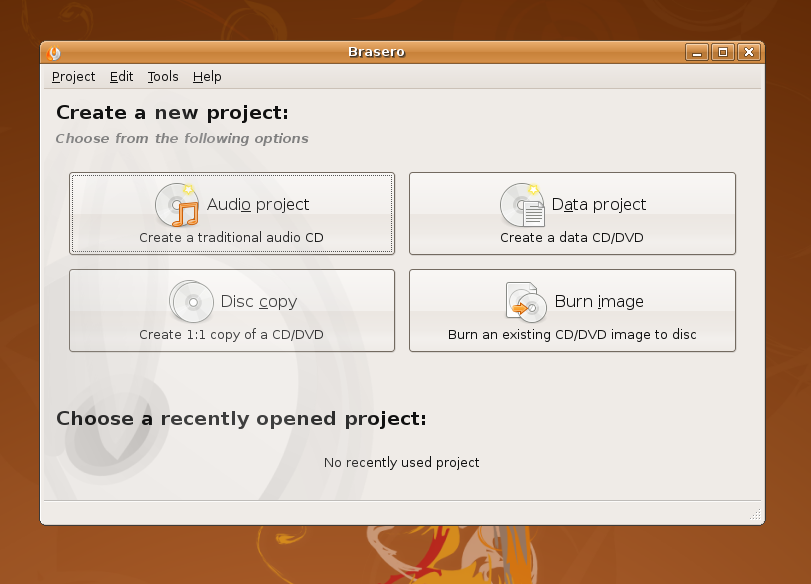 Brasero
Project Edit Tools Help
Create a new project:
Choose from the following options
Audio project
Create a traditional audio CD
Data project
Create a data CD/DVD
Disc copy
Create 1:1 copy of a CD/DVD
Burn image
Burn an existing CD/DVD image to disc
Choose a recently opened project:
No recently used project